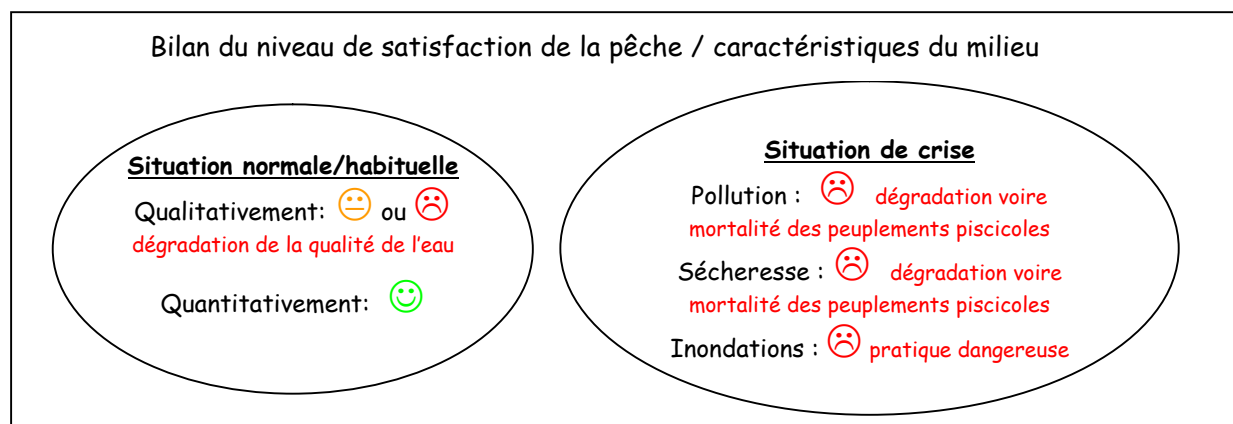 Bilan du niveau de satisfaction de la pêche / caractéristiques du milieu
Situation normale/habituelle
Qualitativement: ou
dégradation de la qualité de l'eau
Quantitativement:
Situation de crise
Pollution : dégradation voire
mortalité des peuplements piscicoles
Sécheresse : dégradation voire
mortalité des peuplements piscicoles
Inondations : pratique dangereuse